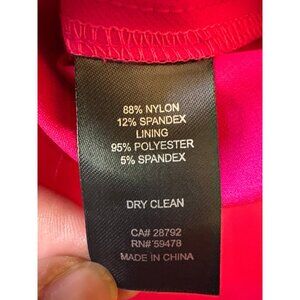 88% NYLON
12% SPANDEX
LINING
95% POLYESTER
5% SPANDEX
DRY CLEAN
CA# 28792
RN# 59478
MADE IN CHINA